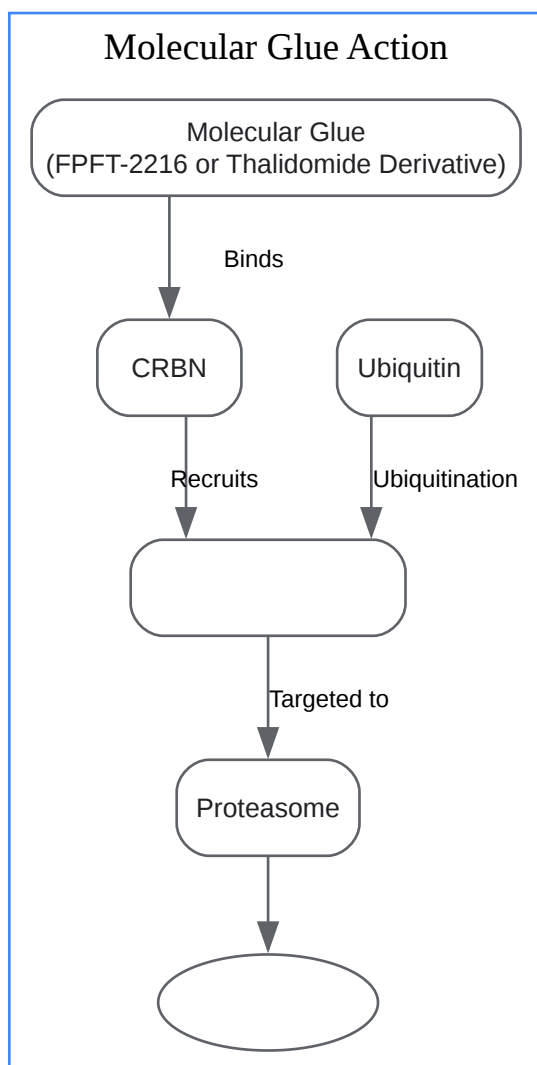 Molecular Glue Action
Molecular Glue
(FPFT-2216 or Thalidomide Derivative)
Binds
CRBN
Ubiquitin
Recruits
Ubiquitination
Targeted to
Proteasome